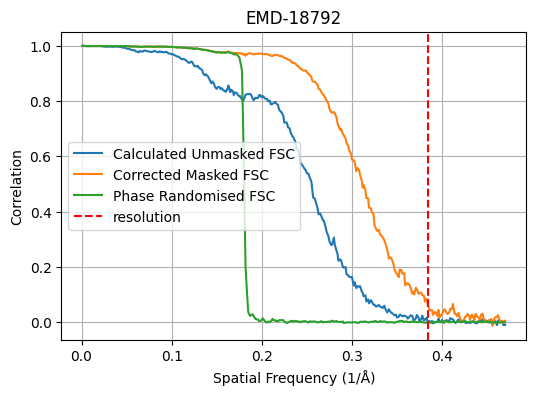 EMD-18792
1.0
0.8
0.6
0.4
0.2
0.0
Correlation
Calculated Unmasked FSC
Corrected Masked FSC
Phase Randomised FSC
resolution
0.0 0.1 0.2 0.3 0.4
Spatial Frequency (1/Å)